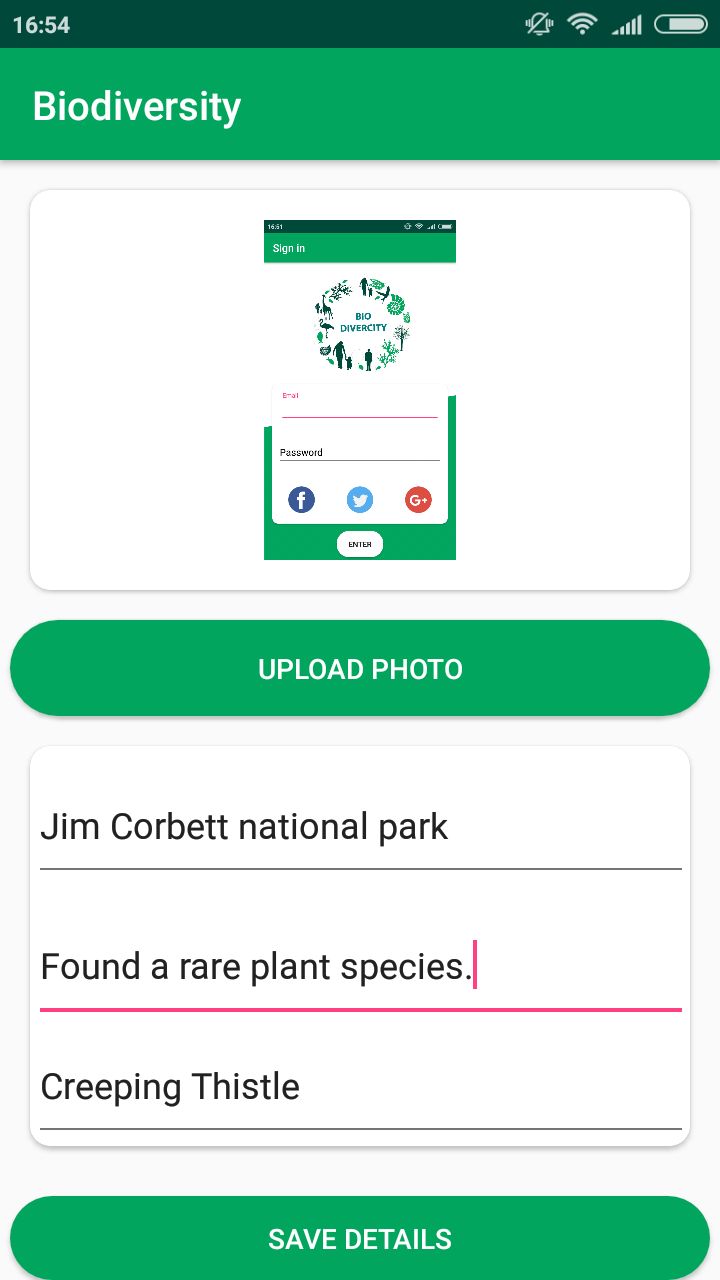 16:54
Biodiversity
16:51
Sign in
BIO
DIVERCITY
Email
Password
f
G+
ENTER
UPLOAD PHOTO
Jim Corbett national park
Found a rare plant species.
Creeping Thistle
SAVE DETAILS